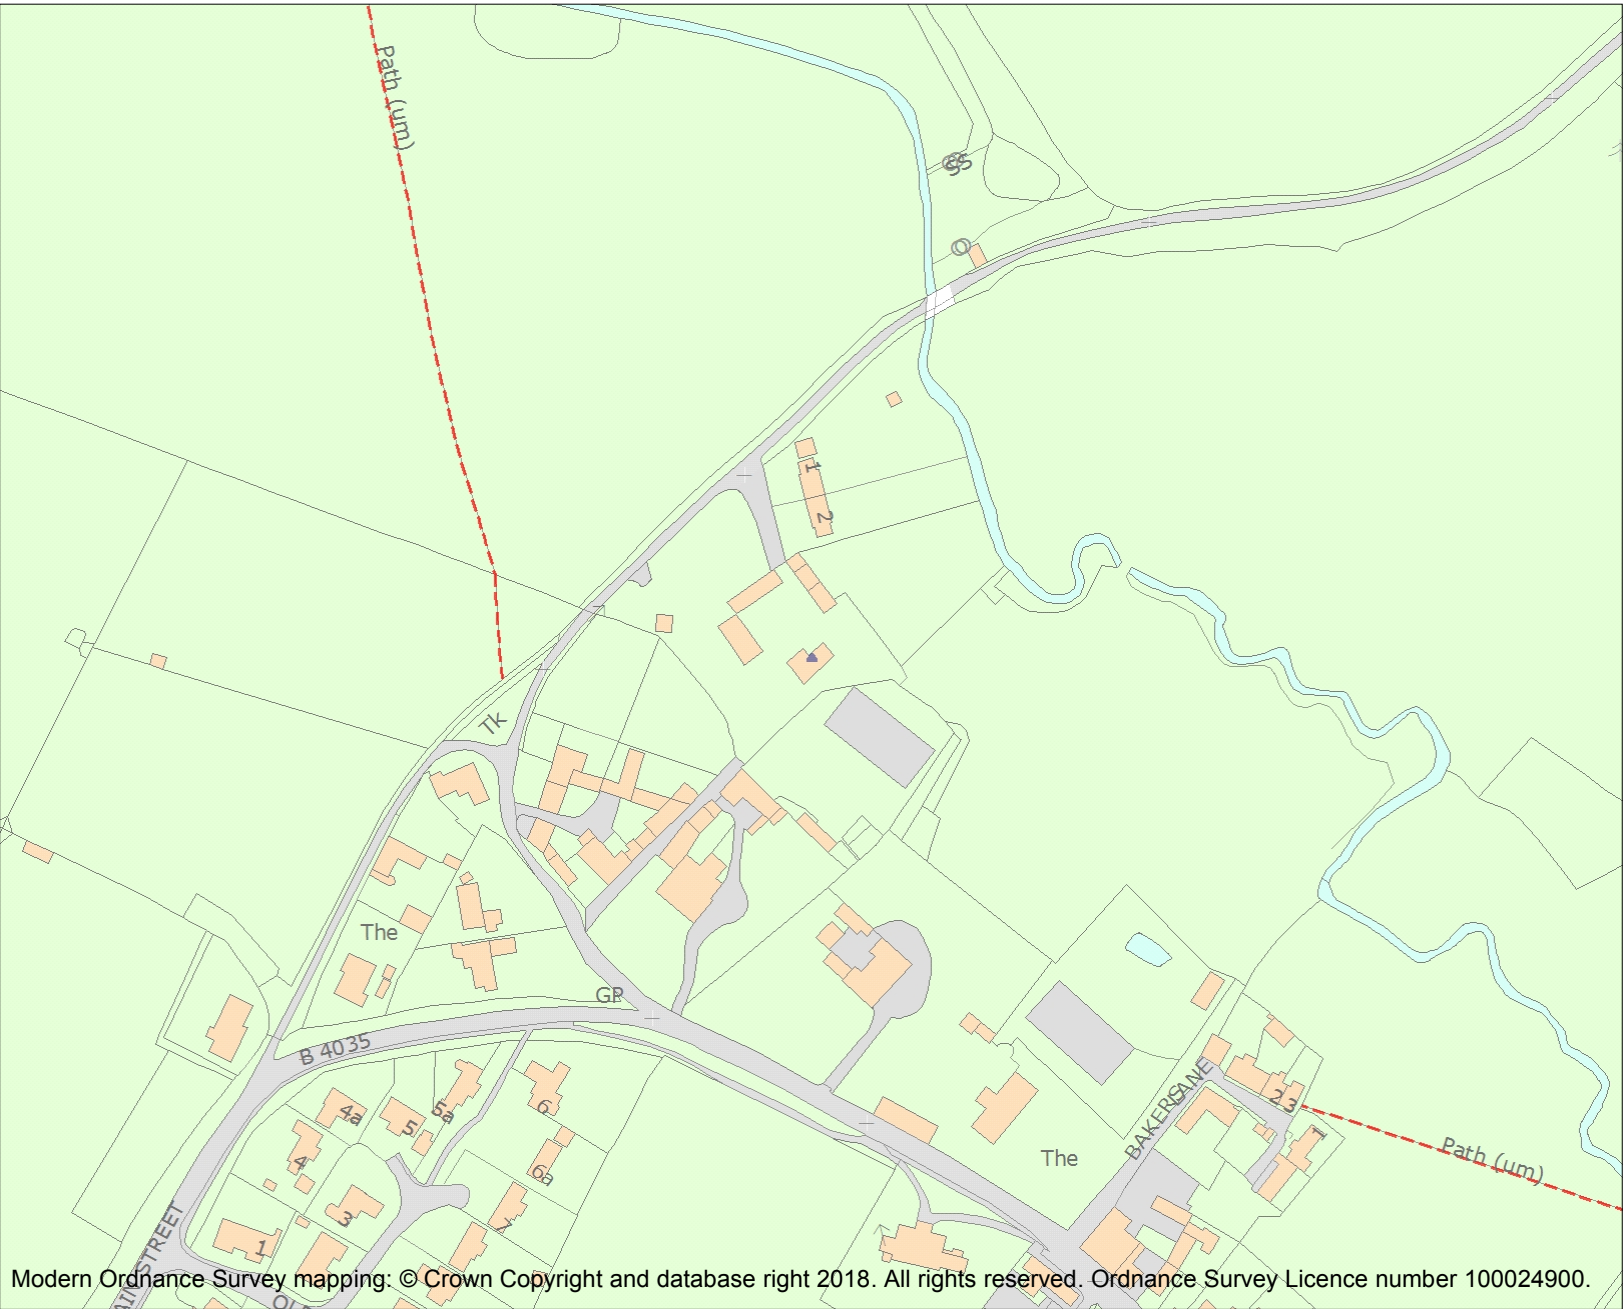 Path (um)
SS
O
1
2
Tk
The
GP
B 4035
4a
5
5a
6
4
6a
3
7
1
BAKERS LANE
2
3
1
The
Path (um)
Modern Ordnance Survey mapping: © Crown Copyright and database right 2018. All rights reserved. Ordnance Survey Licence number 100024900.